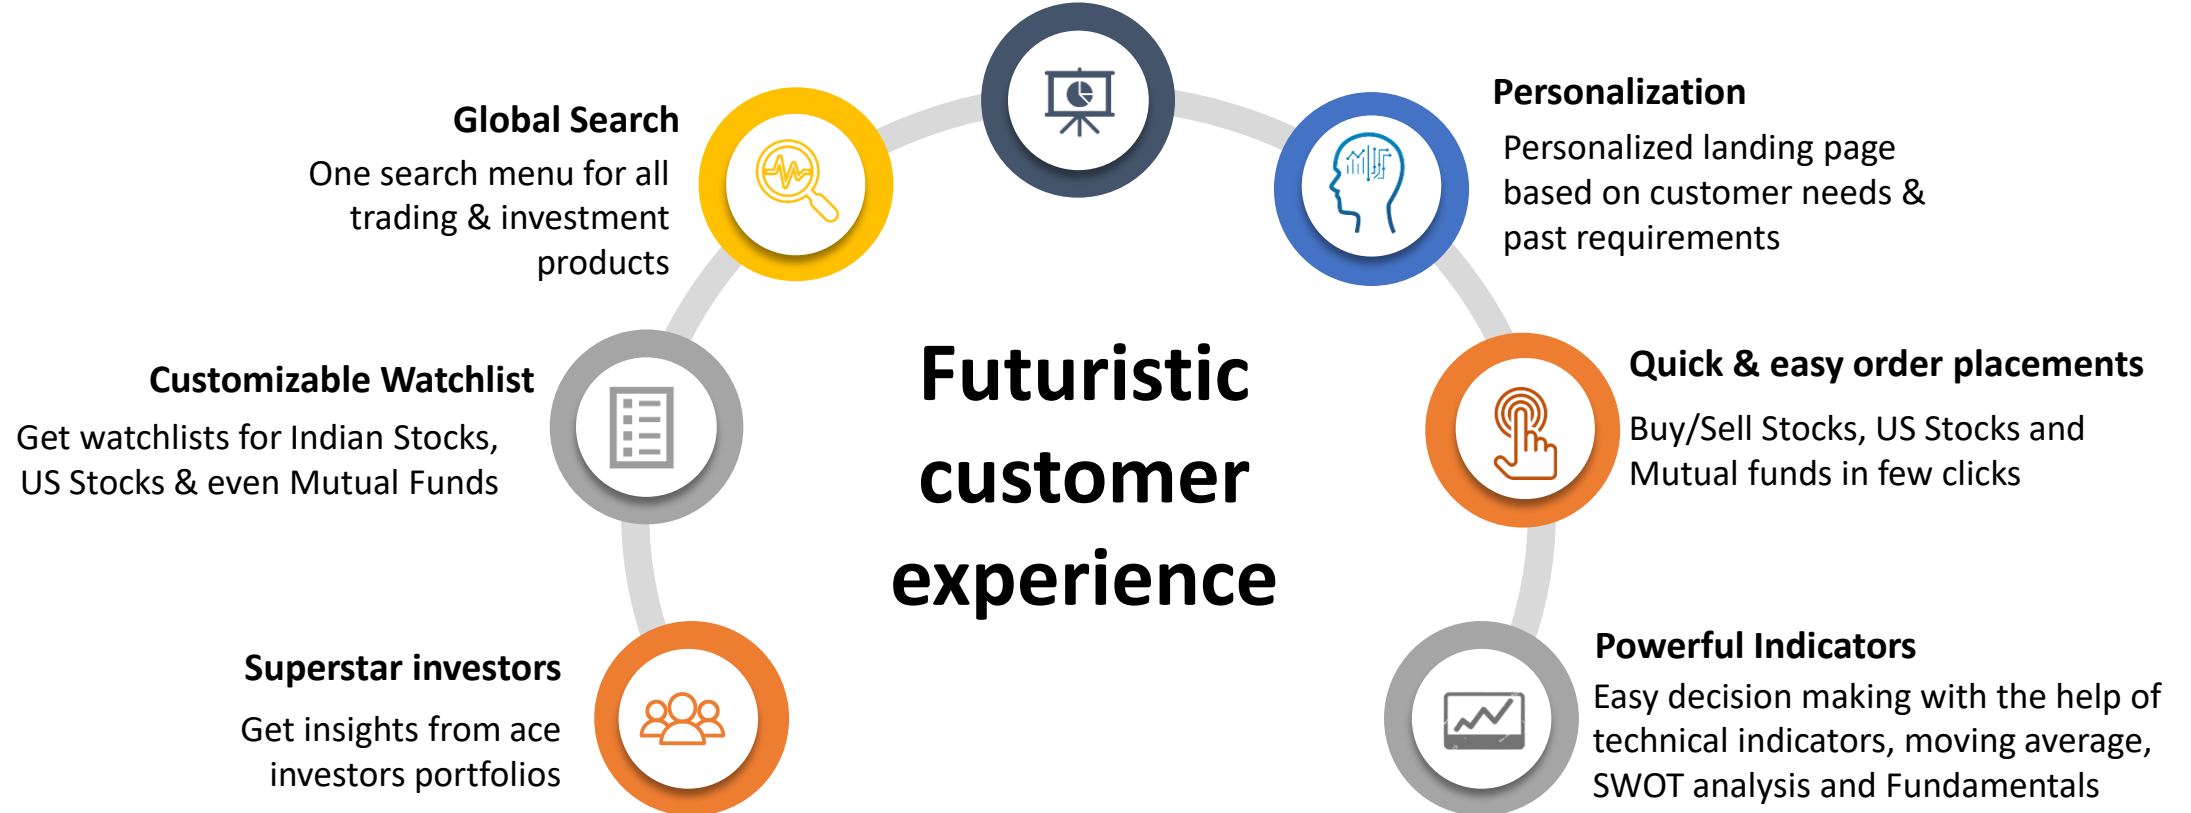 Global Search
One search menu for all
trading & investment
products
Customizable Watchlist
Get watchlists for Indian Stocks,
US Stocks & even Mutual Funds
Superstar investors
Get insights from ace
investors portfolios
Futuristic
customer
experience
Personalization
Personalized landing page
based on customer needs &
past requirements
Quick & easy order placements
Buy/Sell Stocks, US Stocks and
Mutual funds in few clicks
Powerful Indicators
Easy decision making with the help of
technical indicators, moving average,
SWOT analysis and Fundamentals